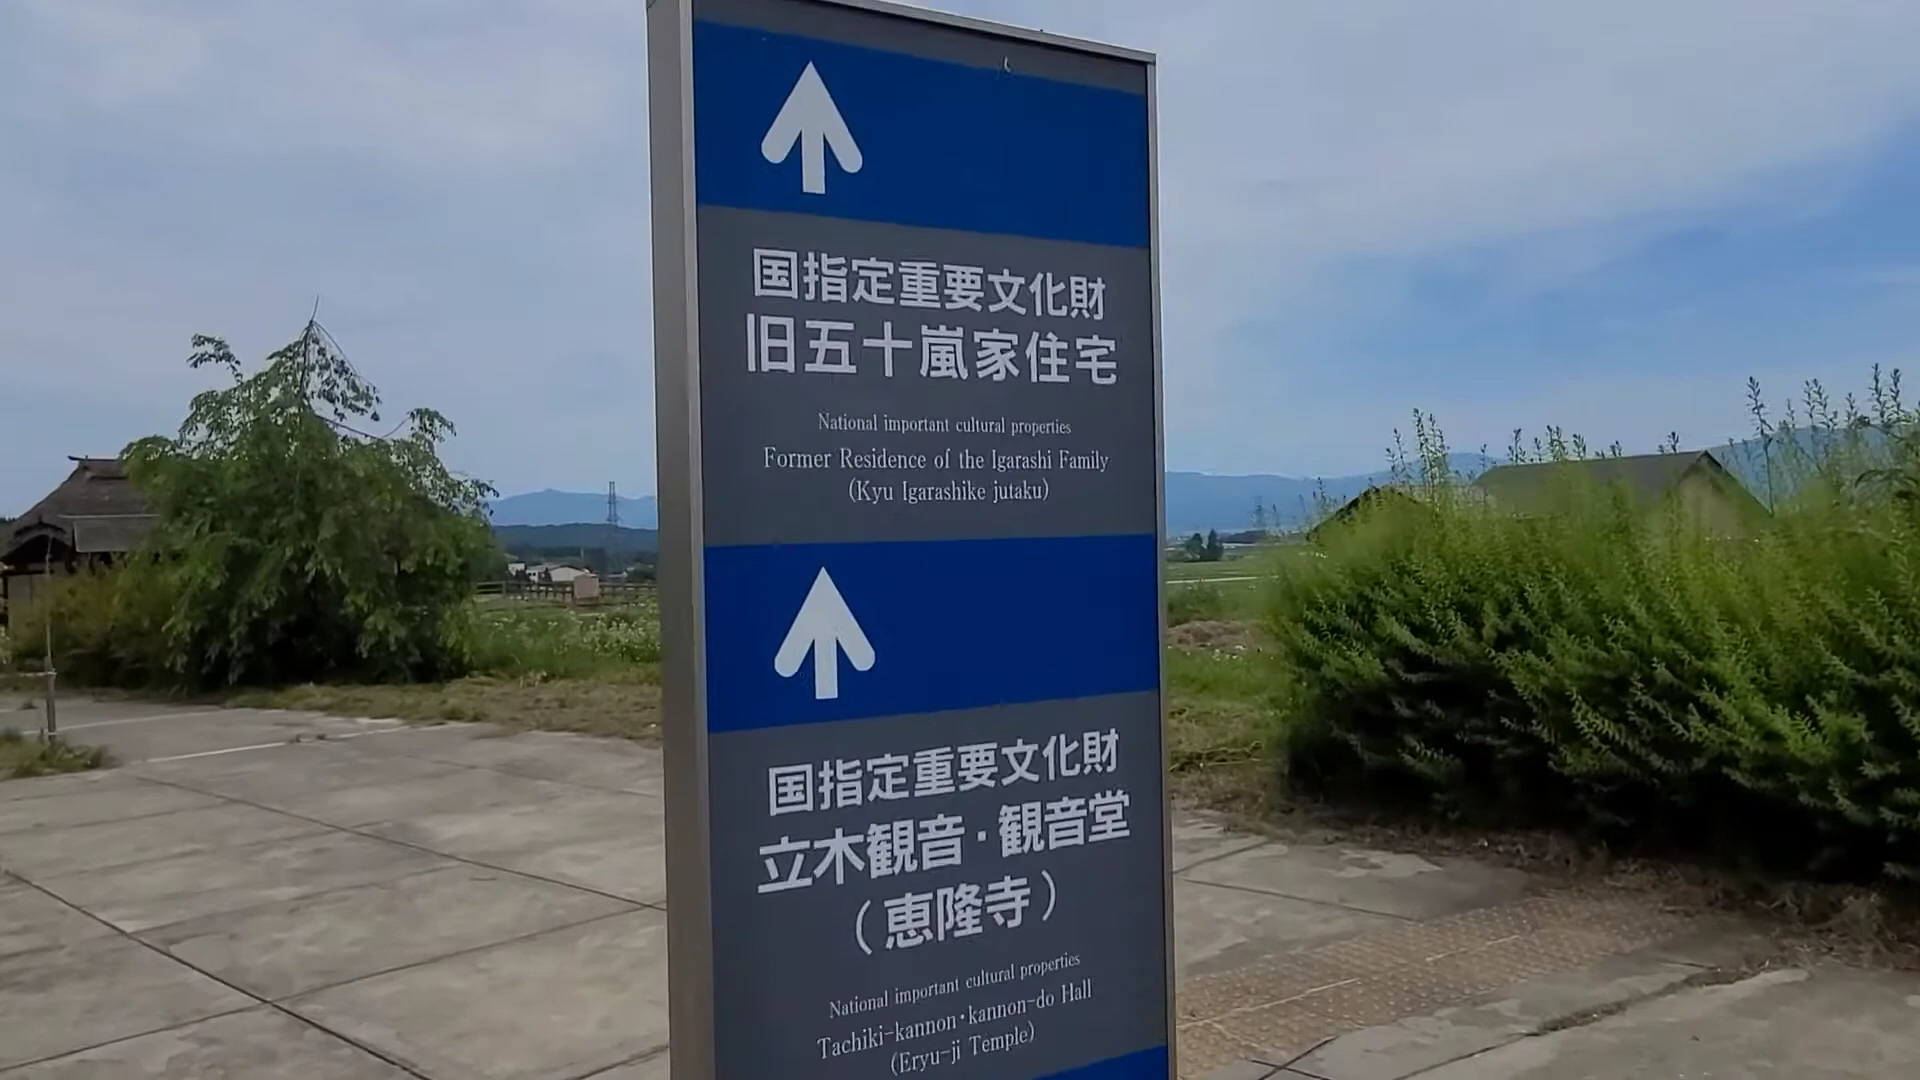 国指定重要文化財
旧五十嵐家住宅
National important cultural properties
Former Residence of the Igarashi Family
(Kyu Igarashike jutaku)
国指定重要文化財
立木観音・観音堂
（恵隆寺）
National important cultural properties
Tachiki-kannon・kannon-do Hall
(Eryu-ji Temple)